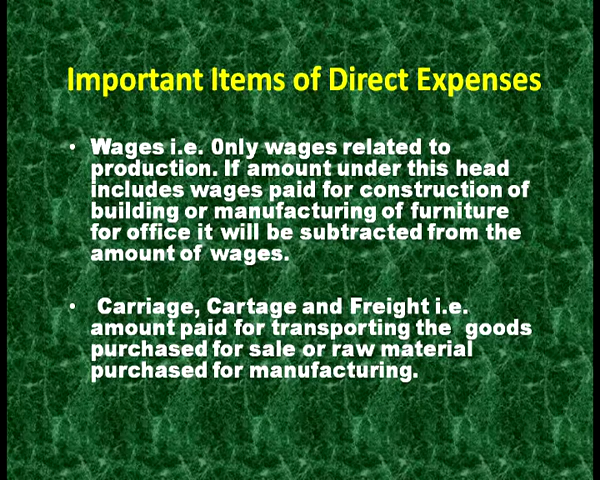 Important Items of Direct Expenses
• Wages i.e. 0nly wages related to
production. If amount under this head
includes wages paid for construction of
building or manufacturing of furniture
for office it will be subtracted from the
amount of wages.
• Carriage, Cartage and Freight i.e.
amount paid for transporting the goods
purchased for sale or raw material
purchased for manufacturing.